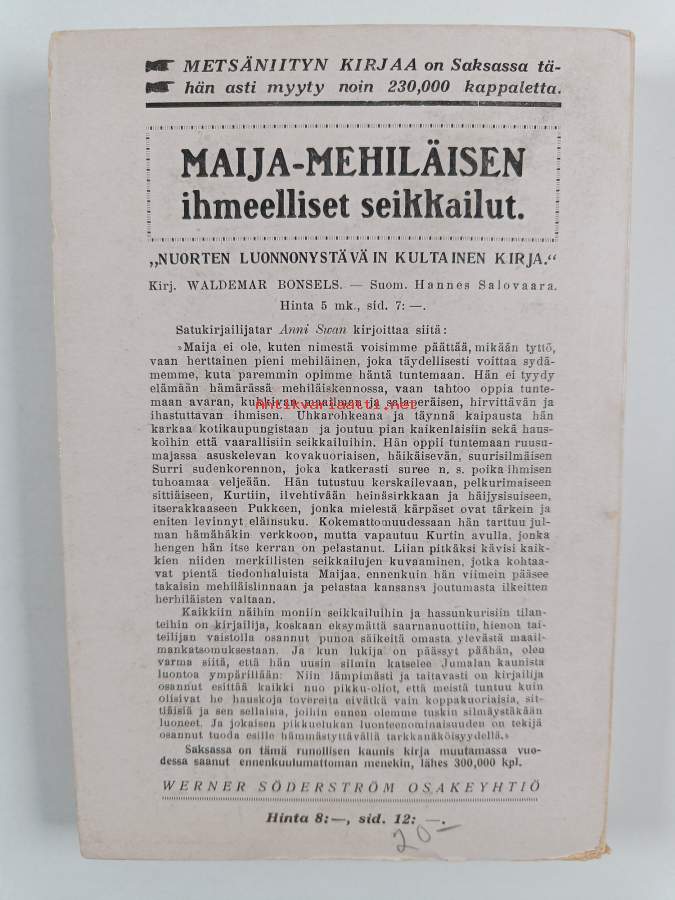 METSÄNIITYN KIRJAA on Saksassa tä-
hän asti myyty noin 230,000 kappaletta.
MAIJA-MEHILÄISEN
ihmeelliset seikkailut.
„NUORTEN LUONNONYSTÄVÄIN KULTAINEN KIRJA.“
Kirj. WALDEMAR BONSELS. — Suom. Hannes Salovaara.
Hinta 5 mk., sid. 7: —.
Satukirjailijatar Anni Swan kirjoittaa siitä:
»Maija ei ole, kuten nimestä voisimme päättää, mikään tyttö,
vaan herttainen pieni mehiläinen, joka täydellisesti voittaa sydä-
memme, kuta paremmin opimme häntä tuntemaan. Hän ei tyydy
elämään hämärässä mehiläiskennossa, vaan tahtoo oppia tunte-
maan avaran, kukkivan maailman ja salaperäisen, hirvittävän ja
antikvariaatti.net
ihastuttavan ihmisen. Uhkarohkeana ja täynnä kaipausta hän
karkaa kotikaupungistaan ja joutuu pian kaikenlaisiin sekä haus-
koihin että vaarallisiin seikkailuihin. Hän oppii tuntemaan ruusu-
majassa asuskelevan kovakuoriaisen, häikäisevän, suurisilmäisen
Surri sudenkorennon, joka katkerasti suree n. s. poika ihmisen
tuhoamaa veljeään. Hän tutustuu kerskailevaan, pelkurimaiseen
sittiäiseen, Kurtiin, ilvehtivään heinäsirkkaan ja häijysisuiseen,
itserakkaaseen Pukkeen, jonka mielestä kärpäset ovat tärkein ja
eniten levinnyt eläinsuku. Kokemattomuudessaan hän tarttuu jul-
man hämähäkin verkkoon, mutta vapautuu Kurtin avulla, jonka
hengen hän itse kerran on pelastanut. Liian pitkäksi kävisi kaik-
kien niiden merkillisten seikkailujen kuvaaminen, jotka kohtaa-
vat pientä tiedonhaluista Maijaa, ennenkuin hän viimein pääsee
takaisin mehiläislinnaan ja pelastaa kansansa joutumasta ilkeitten
herhiläisten valtaan.
Kaikkiin näihin moniin seikkailuihin ja hassunkurisiin tilan-
teihin on kirjailija, koskaan eksymättä saarnanuottiin, hienon tai-
teilijan vaistolla osannut punoa säikeitä omasta ylevästä maail-
mankatsomuksestaan. Ja kun lukija on päässyt päähän, olen
varma siitä, että hän uusin silmin katselee Jumalan kaunista
luontoa ympärillään: Niin lämpimästi ja taitavasti on kirjailija
osannut esittää kaikki nuo pikku-oliot, että meistä tuntuu kuin
olisivat he hauskoja tovereita eivätkä vain koppakuoriaisia, sit-
tiäisiä ja sen sellaisia, joihin ennen olemme tuskin silmäystäkään
luoneet. Ja jokaisen pikkuelukan luonteenominaisuuden on tekijä
osannut tuoda esille hämmästyttävällä tarkkanäköisyydellä.»
Saksassa on tämä runollisen kaunis kirja muutamassa vuo-
dessa saanut ennenkuulumattoman menekin, lähes 300,000 kpl.
WERNER SÖDERSTRÖM OSAKEYHTIÖ
Hinta 8:—, sid. 12: —.
20—